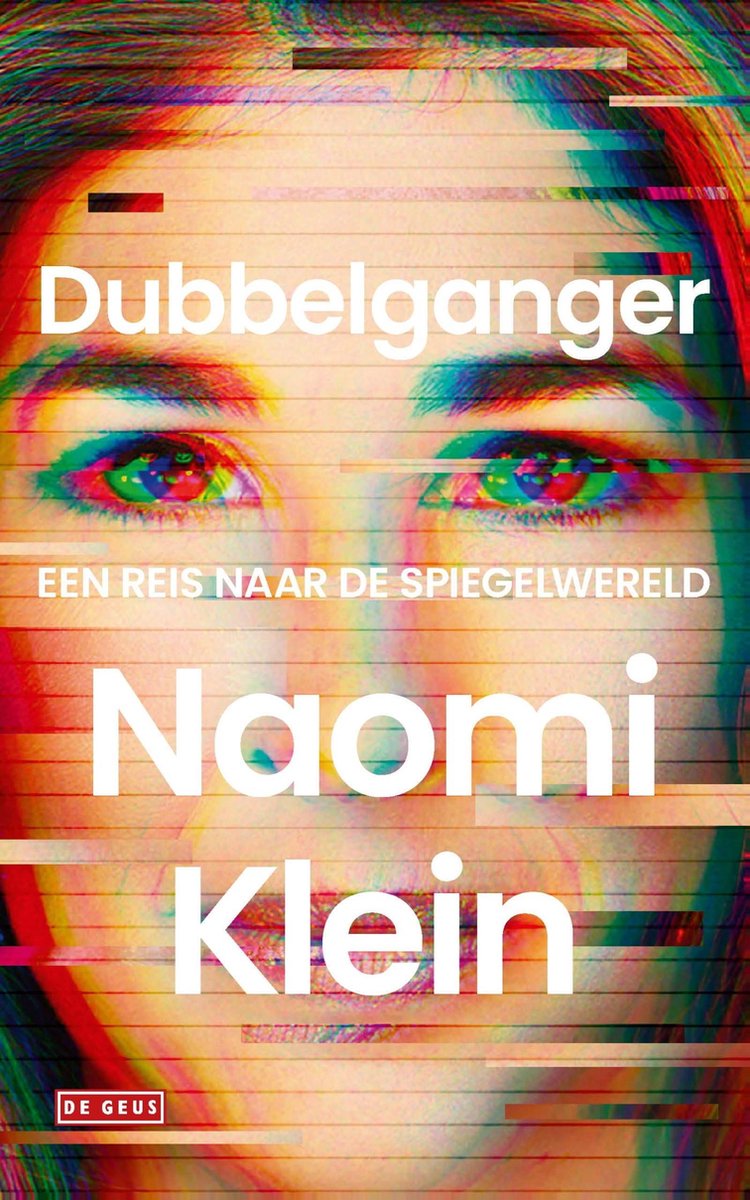 Dubbelganger
EEN REIS NAAR DE SPIEGELWERELD
Naomi
Klein
DE GEUS